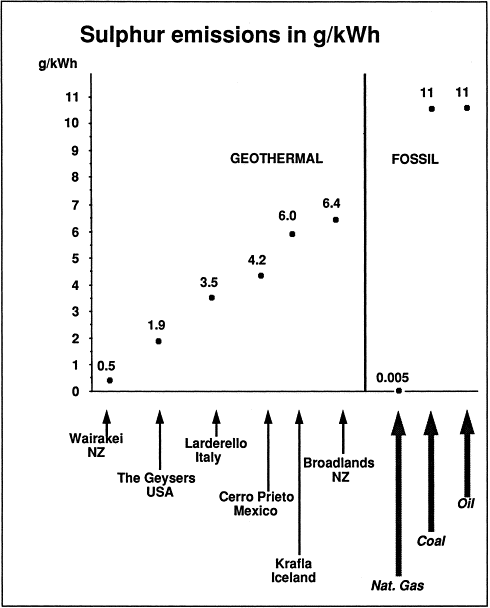 Sulphur emissions in g/kWh
g/kWh
11
10
9
8
7
6
5
4
3
2
1
0
GEOTHERMAL
FOSSIL
0.5
1.9
3.5
4.2
6.0
6.4
0.005
11
11
Wairakei
NZ
The Geysers
USA
Larderello
Italy
Cerro Prieto
Mexico
Krafla
Iceland
Broadlands
NZ
Nat. Gas
Coal
Oil